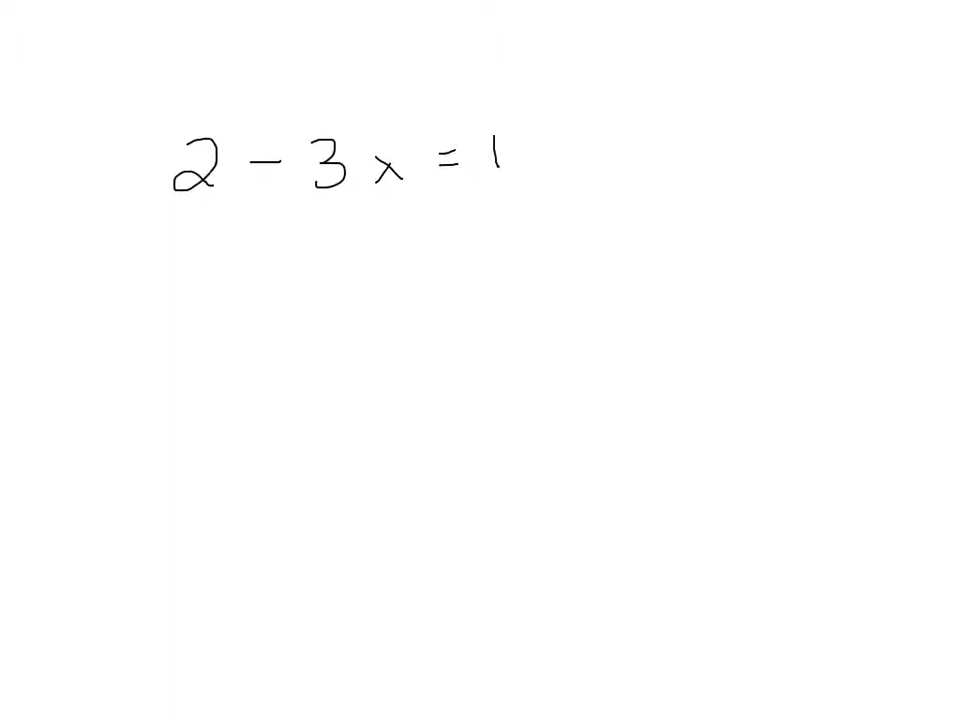 2 - 3x = 1